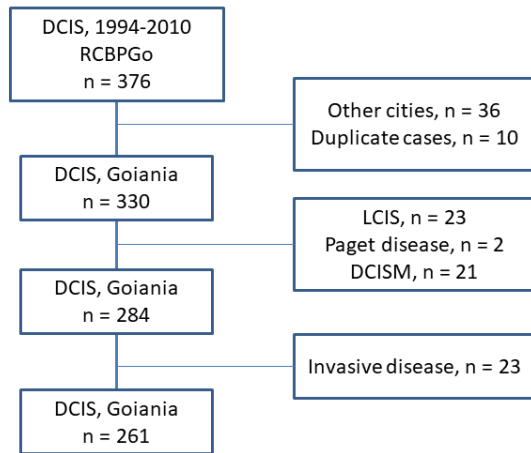 DCIS, 1994-2010
RCBPGo
n = 376
Other cities, n = 36
Duplicate cases, n = 10
DCIS, Goiania
n = 330
LCIS, n = 23
Paget disease, n = 2
DCISM, n = 21
DCIS, Goiania
n = 284
Invasive disease, n = 23
DCIS, Goiania
n = 261